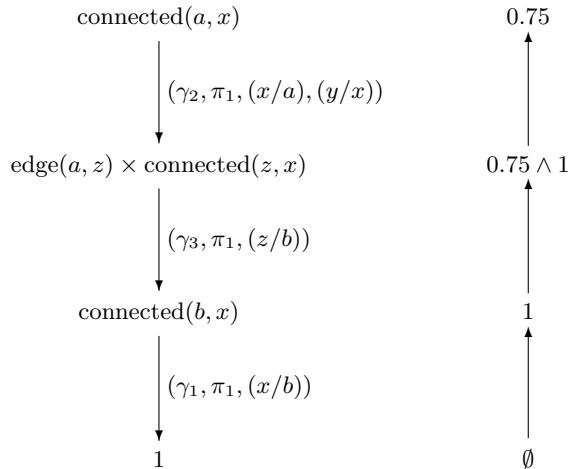 connected(a, x) 0.75
(γ₂, π₁, (x/a), (y/x))
edge(a, z) × connected(z, x) 0.75 ∧ 1
(γ₃, π₁, (z/b))
connected(b, x) 1
(γ₁, π₁, (x/b))
1 ∅